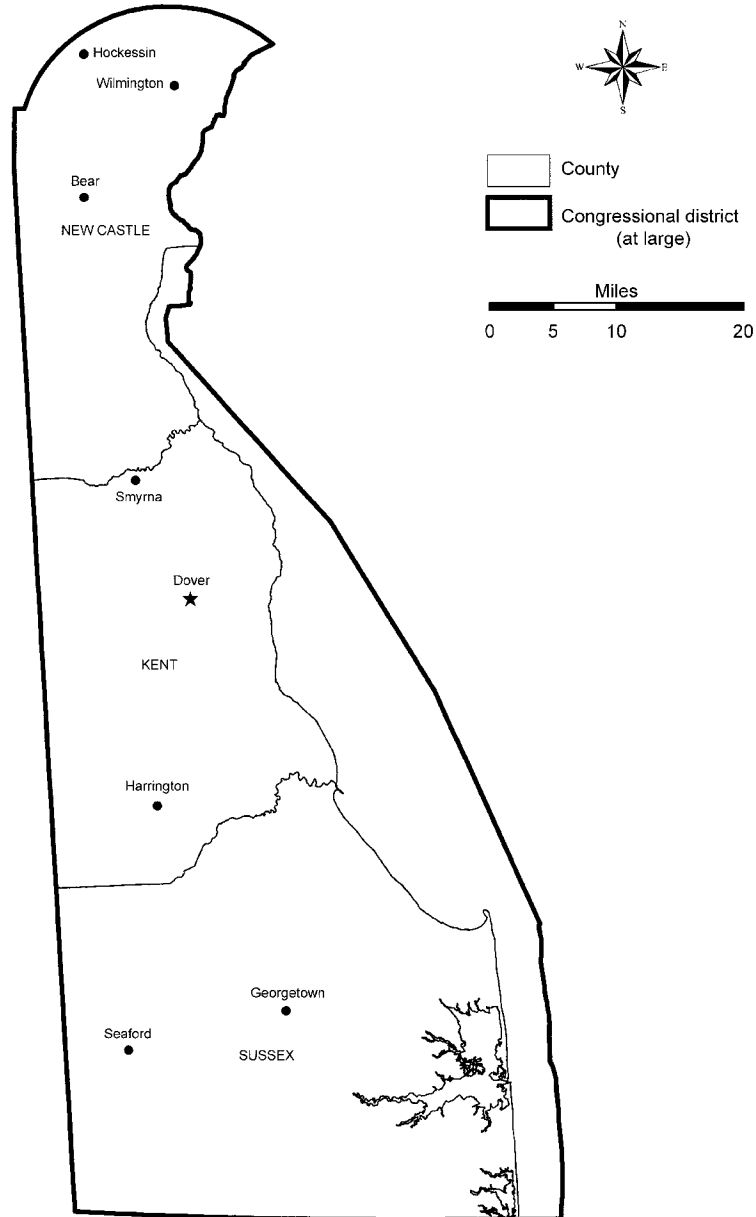 N
Hockessin
W E
Wilmington
S
County
Bear
Congressional district
(at large)
NEW CASTLE
Miles
0 5 10 20
Smyrna
Dover
KENT
Harrington
Georgetown
Seaford
SUSSEX